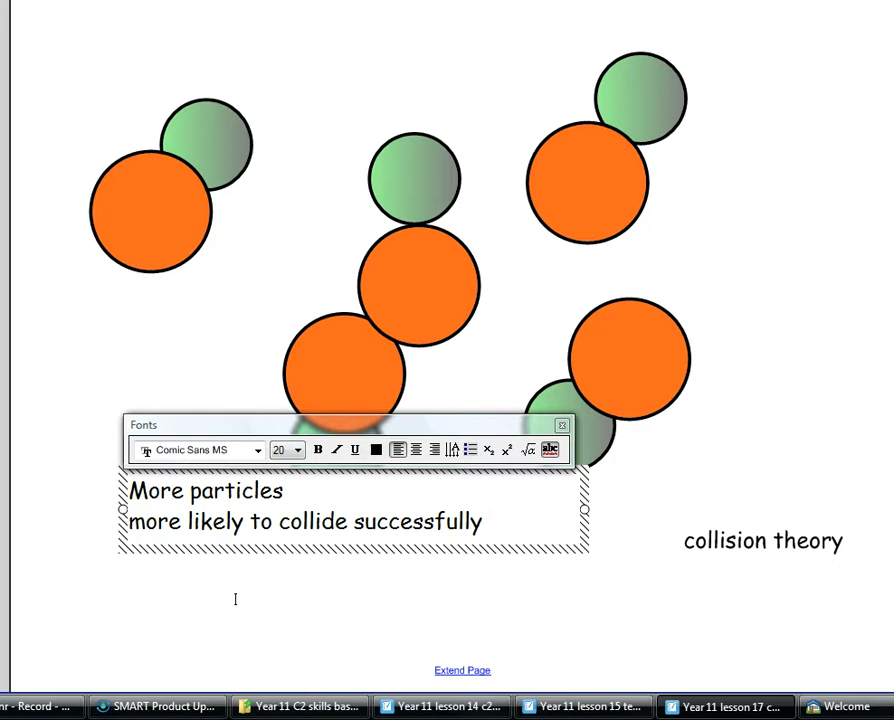 Fonts
Comic Sans MS 20 B I U
More particles
more likely to collide successfully
collision theory
Extend Page
nr - Record - ... SMART Product Up... Year 11 C2 skills bas... Year 11 lesson 14 c2... Year 11 lesson 15 te... Year 11 lesson 17 c... Welcome